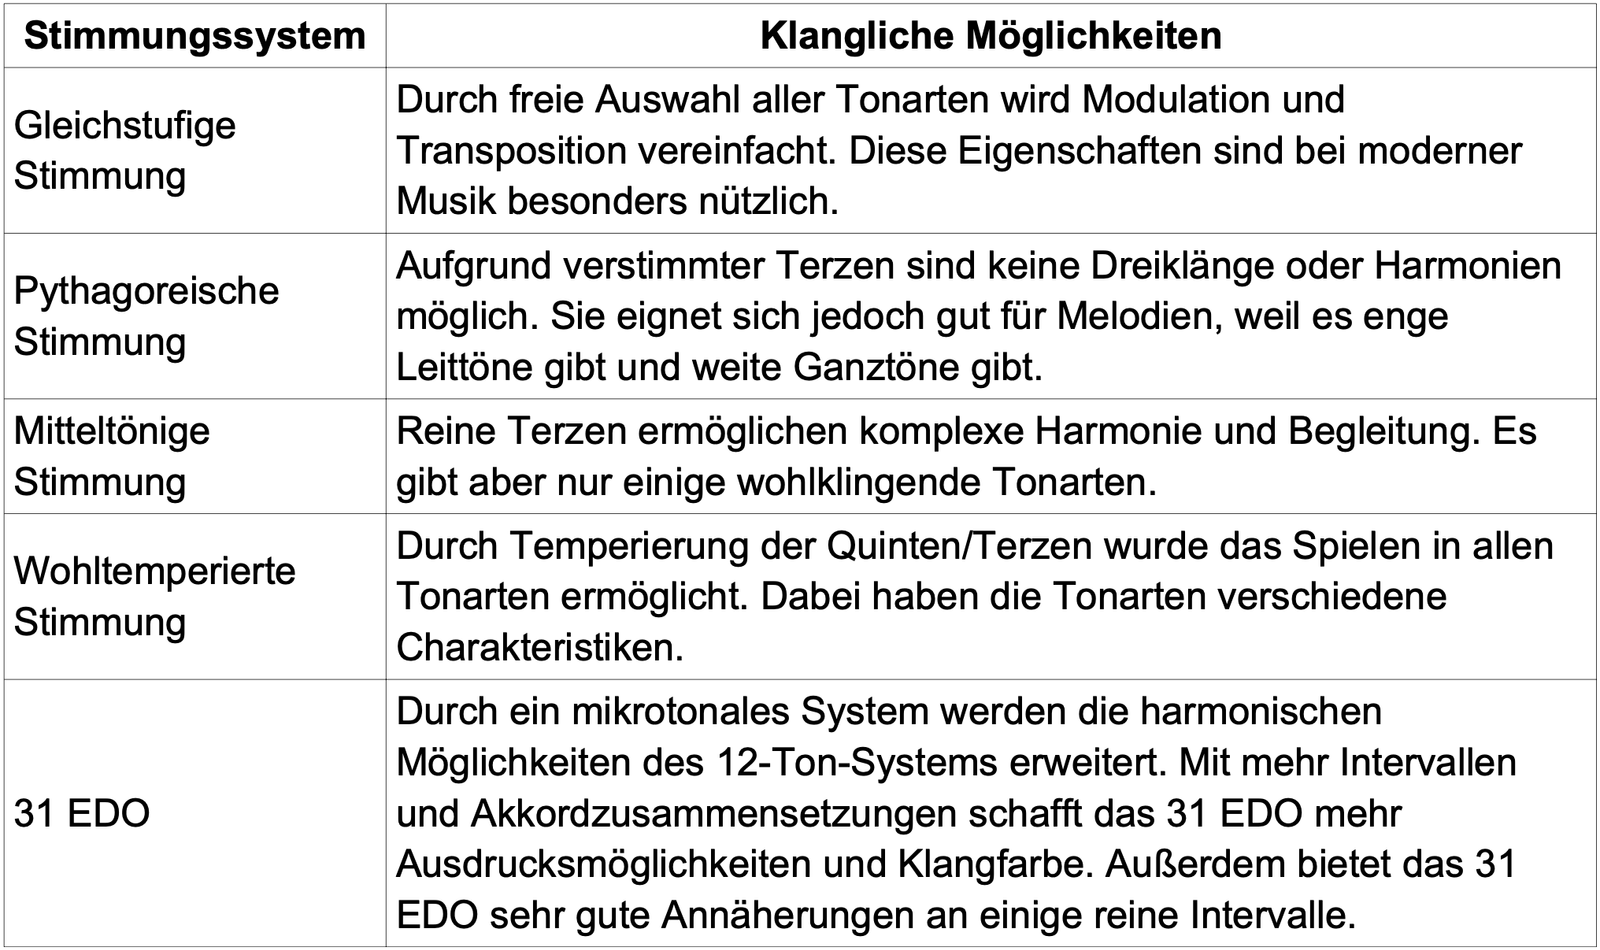 Stimmungssystem
Klangliche Möglichkeiten
Gleichstufige
Stimmung
Durch freie Auswahl aller Tonarten wird Modulation und
Transposition vereinfacht. Diese Eigenschaften sind bei moderner
Musik besonders nützlich.
Pythagoreische
Stimmung
Aufgrund verstimmter Terzen sind keine Dreiklänge oder Harmonien
möglich. Sie eignet sich jedoch gut für Melodien, weil es enge
Leittöne gibt und weite Ganztöne gibt.
Mitteltönige
Stimmung
Reine Terzen ermöglichen komplexe Harmonie und Begleitung. Es
gibt aber nur einige wohlklingende Tonarten.
Wohltemperierte
Stimmung
Durch Temperierung der Quinten/Terzen wurde das Spielen in allen
Tonarten ermöglicht. Dabei haben die Tonarten verschiedene
Charakteristiken.
31 EDO
Durch ein mikrotonales System werden die harmonischen
Möglichkeiten des 12-Ton-Systems erweitert. Mit mehr Intervallen
und Akkordzusammensetzungen schafft das 31 EDO mehr
Ausdrucksmöglichkeiten und Klangfarbe. Außerdem bietet das 31
EDO sehr gute Annäherungen an einige reine Intervalle.